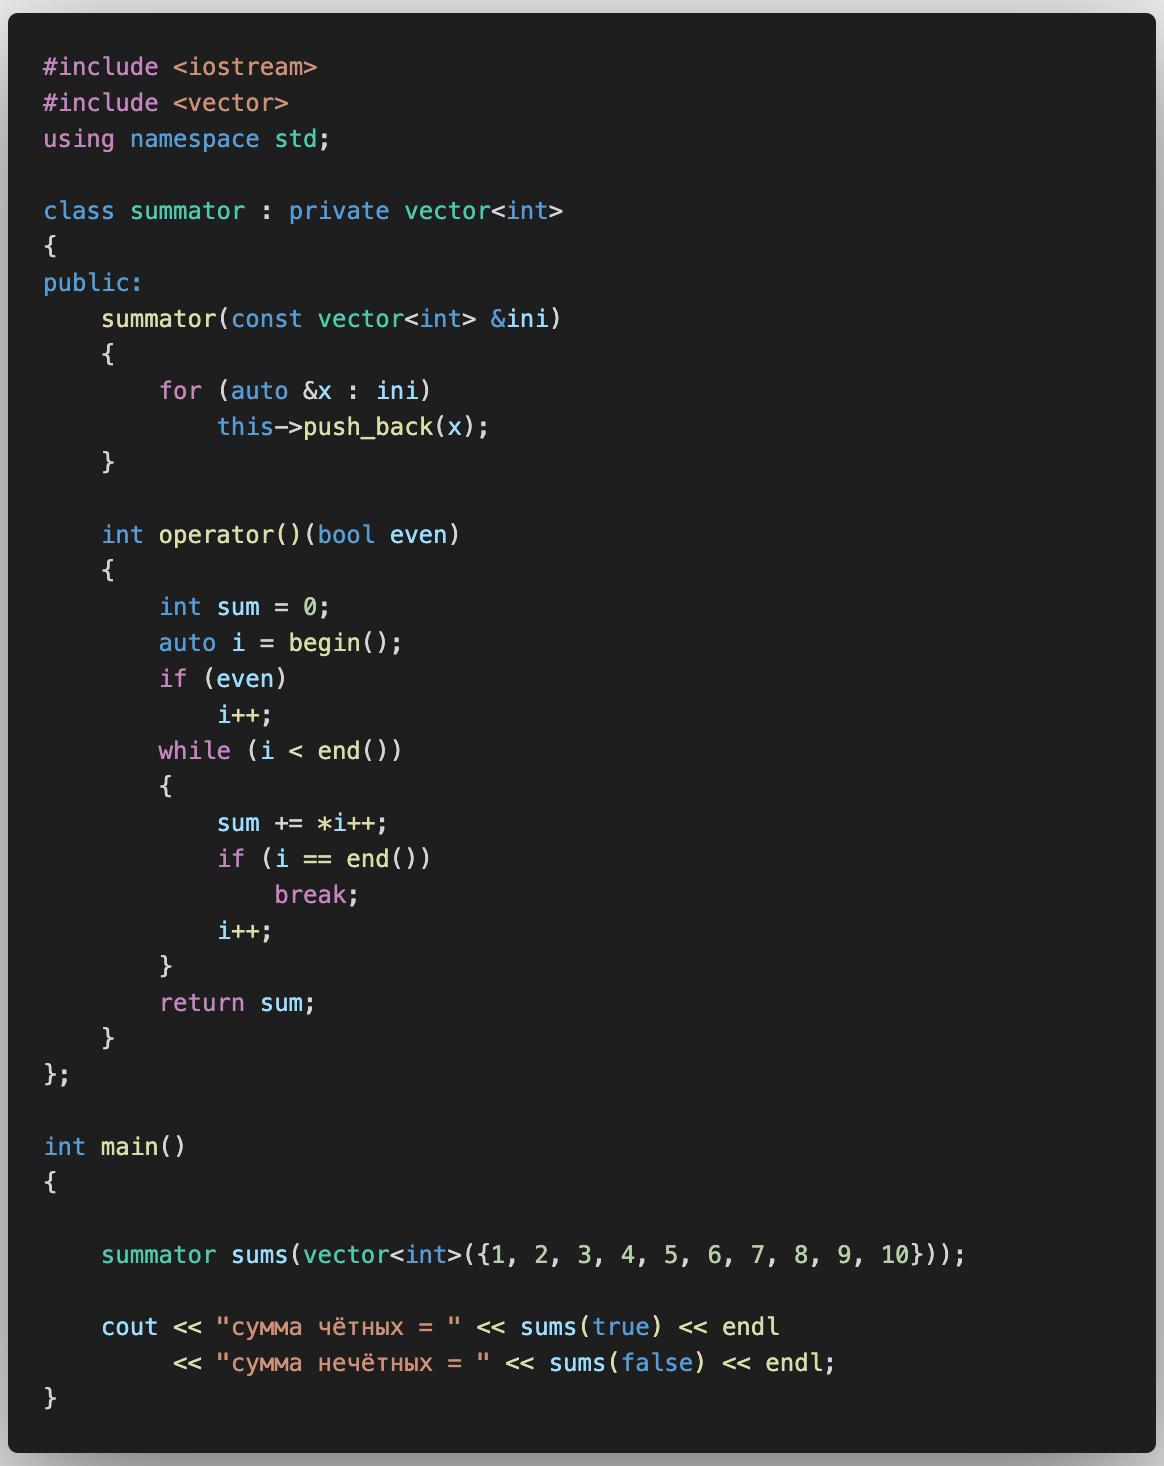 #include <iostream>
#include <vector>
using namespace std;

class summator : private vector<int>
{
public:
    summator(const vector<int> &ini)
    {
        for (auto &x : ini)
            this->push_back(x);
    }

    int operator()(bool even)
    {
        int sum = 0;
        auto i = begin();
        if (even)
            i++;
        while (i < end())
        {
            sum += *i++;
            if (i == end())
                break;
            i++;
        }
        return sum;
    }
};

int main()
{

    summator sums(vector<int>({1, 2, 3, 4, 5, 6, 7, 8, 9, 10}));

    cout << "сумма чётных = " << sums(true) << endl
         << "сумма нечётных = " << sums(false) << endl;
}